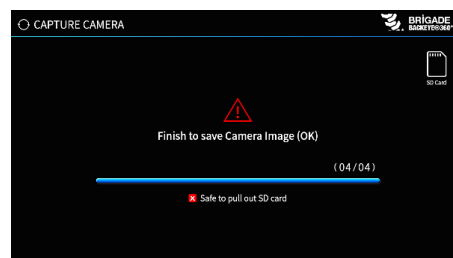 CAPTURE CAMERA
BRIGADE
BACKEYE®360°
SD Card
Finish to save Camera Image (OK)
(04/04)
Safe to pull out SD card